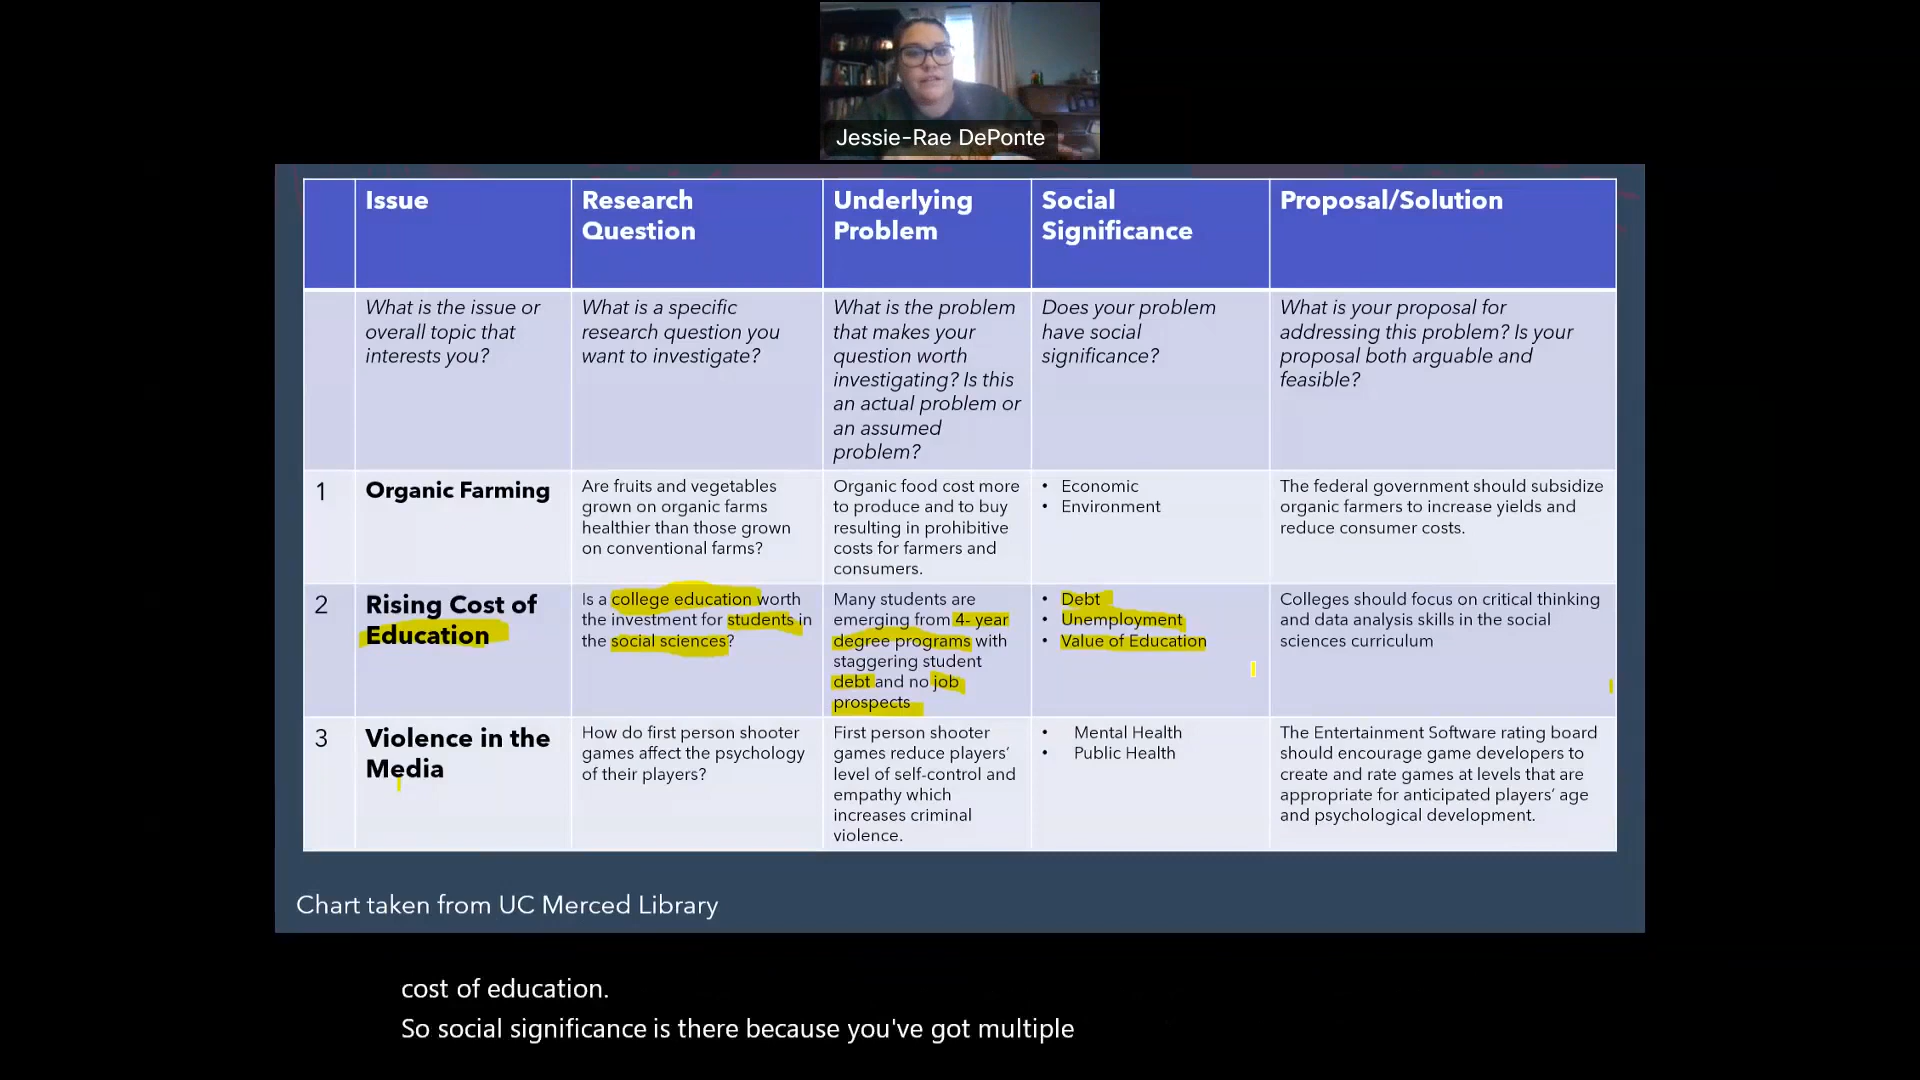 Jessie-Rae DePonte
Issue
Research
Question
Underlying
Problem
Social
Significance
Proposal/Solution
What is the issue or
overall topic that
interests you?
What is a specific
research question you
want to investigate?
What is the problem
that makes your
question worth
investigating? Is this
an actual problem or
an assumed
problem?
Does your problem
have social
significance?
What is your proposal for
addressing this problem? Is your
proposal both arguable and
feasible?
1
Organic Farming
Are fruits and vegetables
grown on organic farms
healthier than those grown
on conventional farms?
Organic food cost more
to produce and to buy
resulting in prohibitive
costs for farmers and
consumers.
• Economic
• Environment
The federal government should subsidize
organic farmers to increase yields and
reduce consumer costs.
2
Rising Cost of
Education
Is a college education worth
the investment for students in
the social sciences?
Many students are
emerging from 4- year
degree programs with
staggering student
debt and no job
prospects
• Debt
• Unemployment
• Value of Education
Colleges should focus on critical thinking
and data analysis skills in the social
sciences curriculum
3
Violence in the
Media
How do first person shooter
games affect the psychology
of their players?
First person shooter
games reduce players’
level of self-control and
empathy which
increases criminal
violence.
• Mental Health
• Public Health
The Entertainment Software rating board
should encourage game developers to
create and rate games at levels that are
appropriate for anticipated players’ age
and psychological development.
Chart taken from UC Merced Library
cost of education.
So social significance is there because you've got multiple